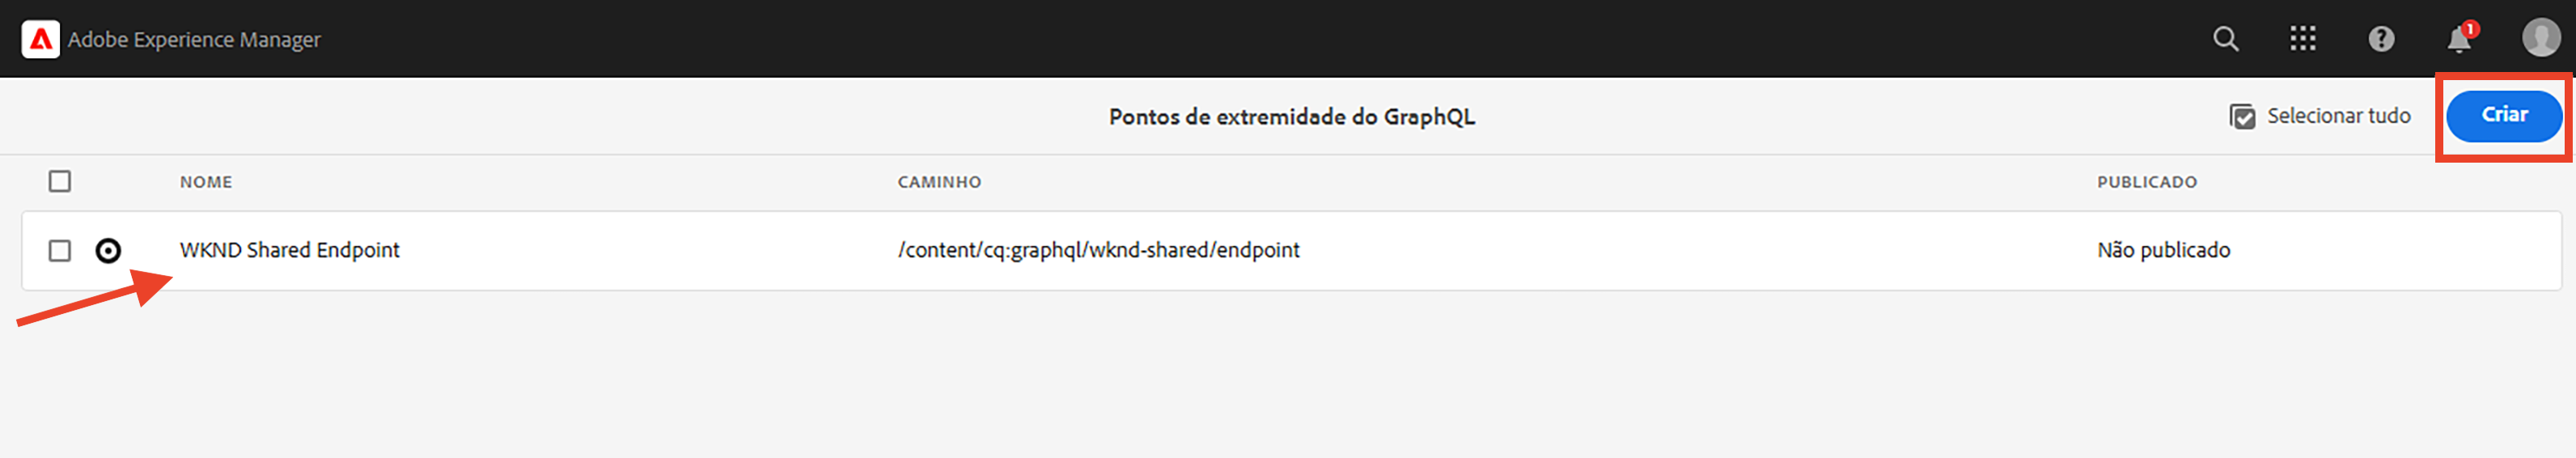 Adobe Experience Manager
1
Pontos de extremidade do GraphQL
Selecionar tudo
Criar
NOME CAMINHO PUBLICADO
WKND Shared Endpoint /content/cq:graphql/wknd-shared/endpoint Não publicado